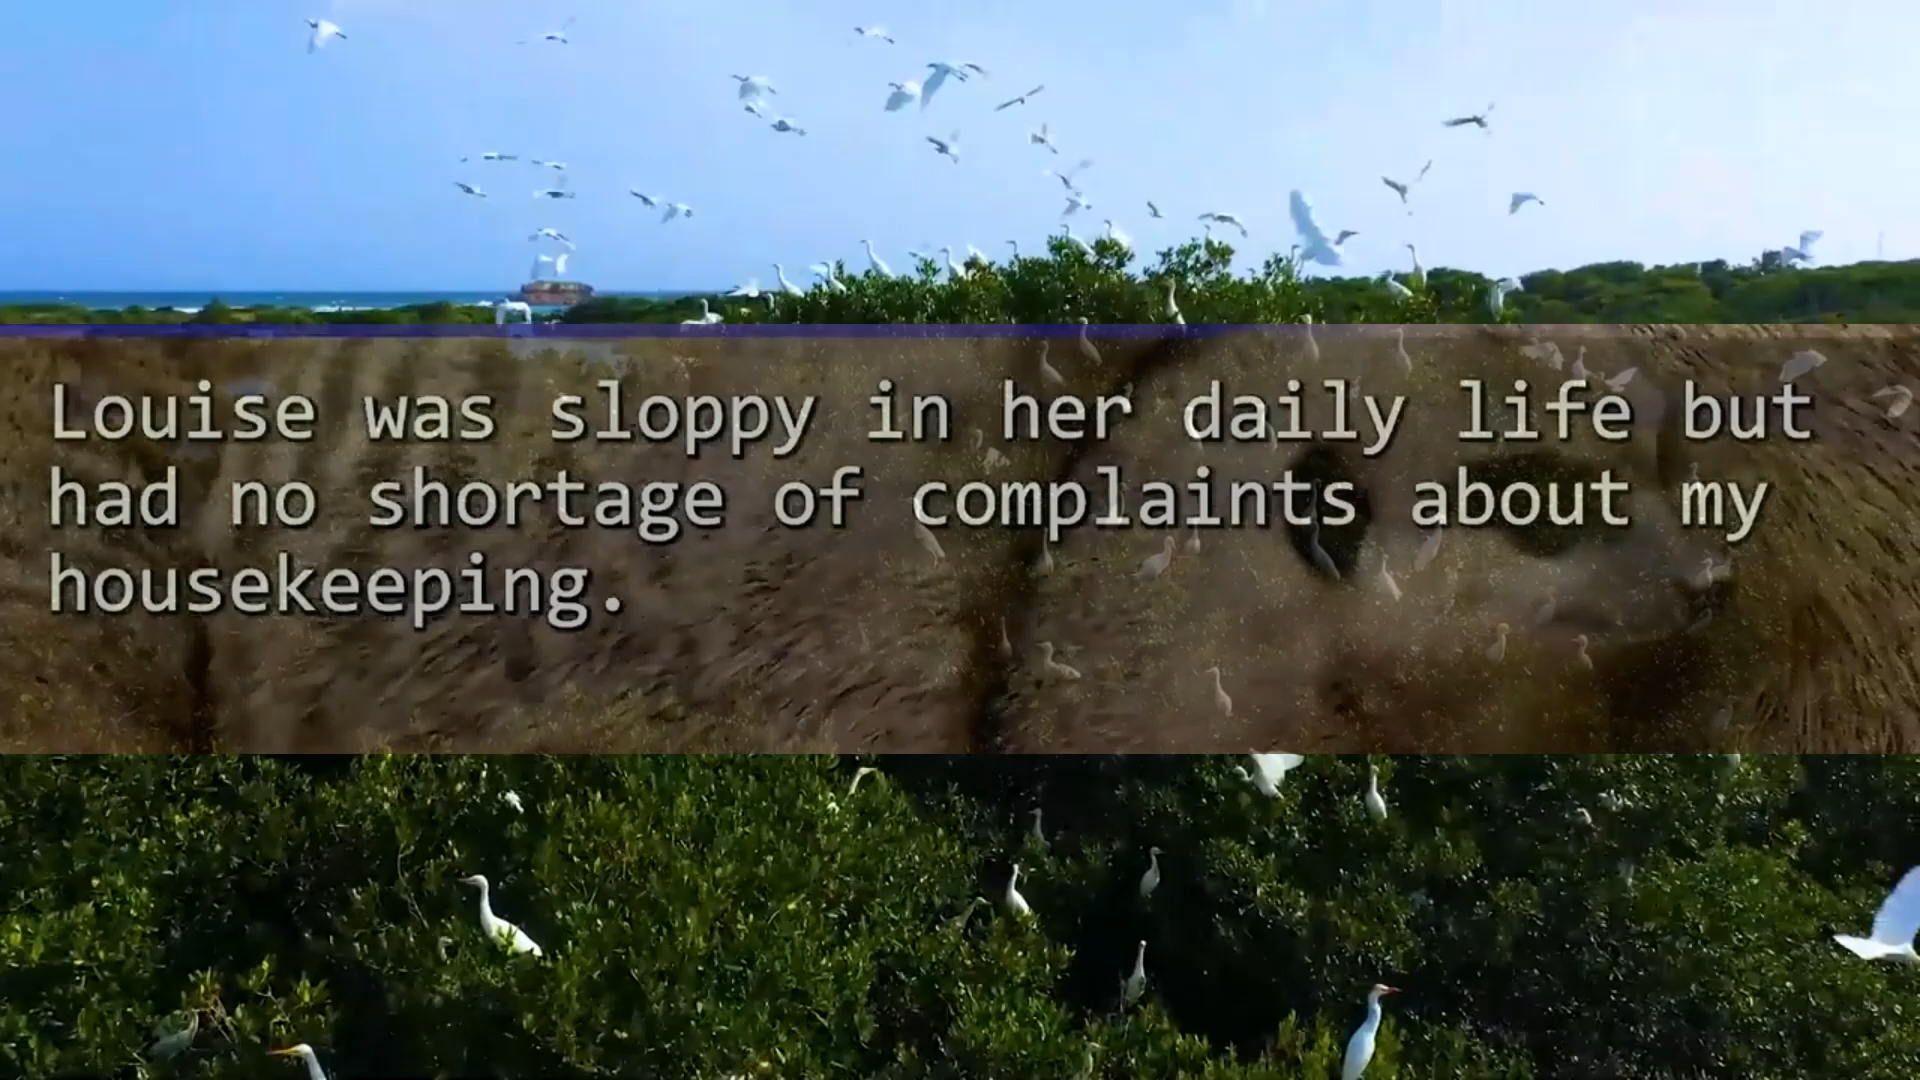 Louise was sloppy in her daily life but
had no shortage of complaints about my
housekeeping.